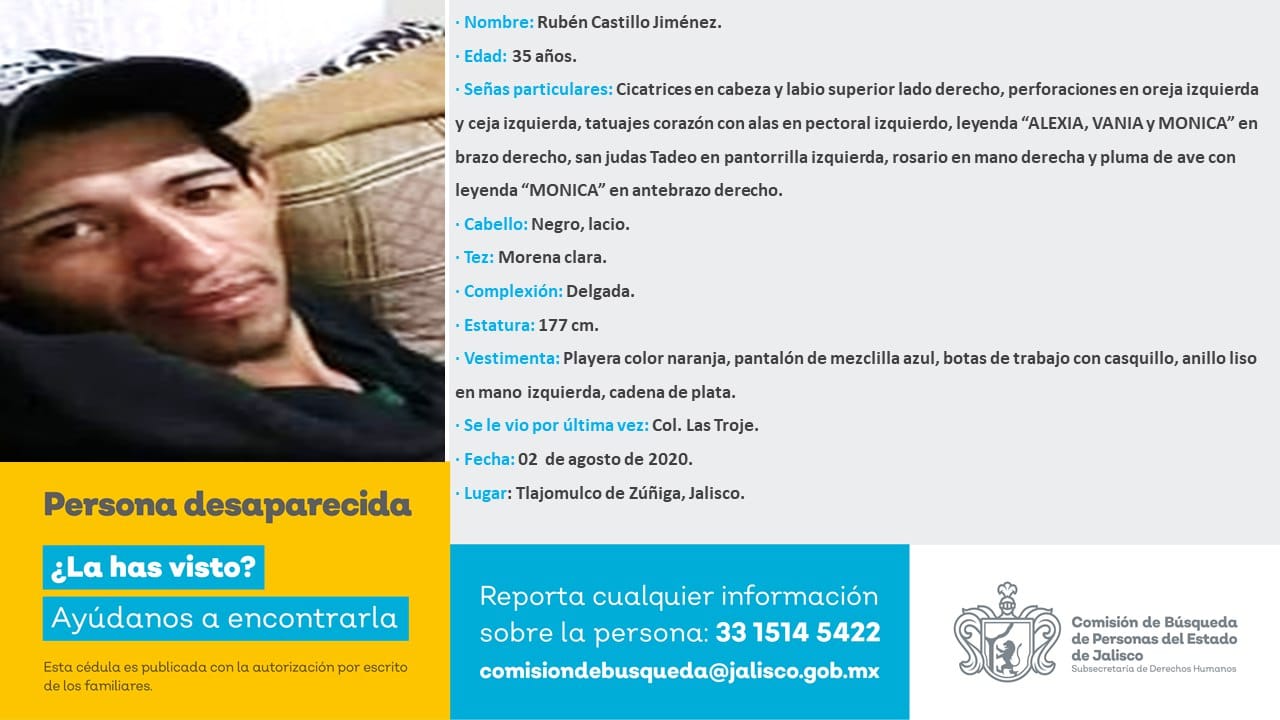 · Nombre: Rubén Castillo Jiménez.
· Edad: 35 años.
· Señas particulares: Cicatrices en cabeza y labio superior lado derecho, perforaciones en oreja izquierda
y ceja izquierda, tatuajes corazón con alas en pectoral izquierdo, leyenda “ALEXIA, VANIA y MONICA” en
brazo derecho, san judas Tadeo en pantorrilla izquierda, rosario en mano derecha y pluma de ave con
leyenda “MONICA” en antebrazo derecho.
· Cabello: Negro, lacio.
· Tez: Morena clara.
· Complexión: Delgada.
· Estatura: 177 cm.
· Vestimenta: Playera color naranja, pantalón de mezclilla azul, botas de trabajo con casquillo, anillo liso
en mano izquierda, cadena de plata.
· Se le vio por última vez: Col. Las Troje.
· Fecha: 02 de agosto de 2020.
· Lugar: Tlajomulco de Zúñiga, Jalisco.
Persona desaparecida
¿La has visto?
Ayúdanos a encontrarla
Esta cédula es publicada con la autorización por escrito
de los familiares.
Reporta cualquier información
sobre la persona: 33 1514 5422
comisiondebusqueda@jalisco.gob.mx
Comisión de Búsqueda
de Personas del Estado
de Jalisco
Subsecretaría de Derechos Humanos